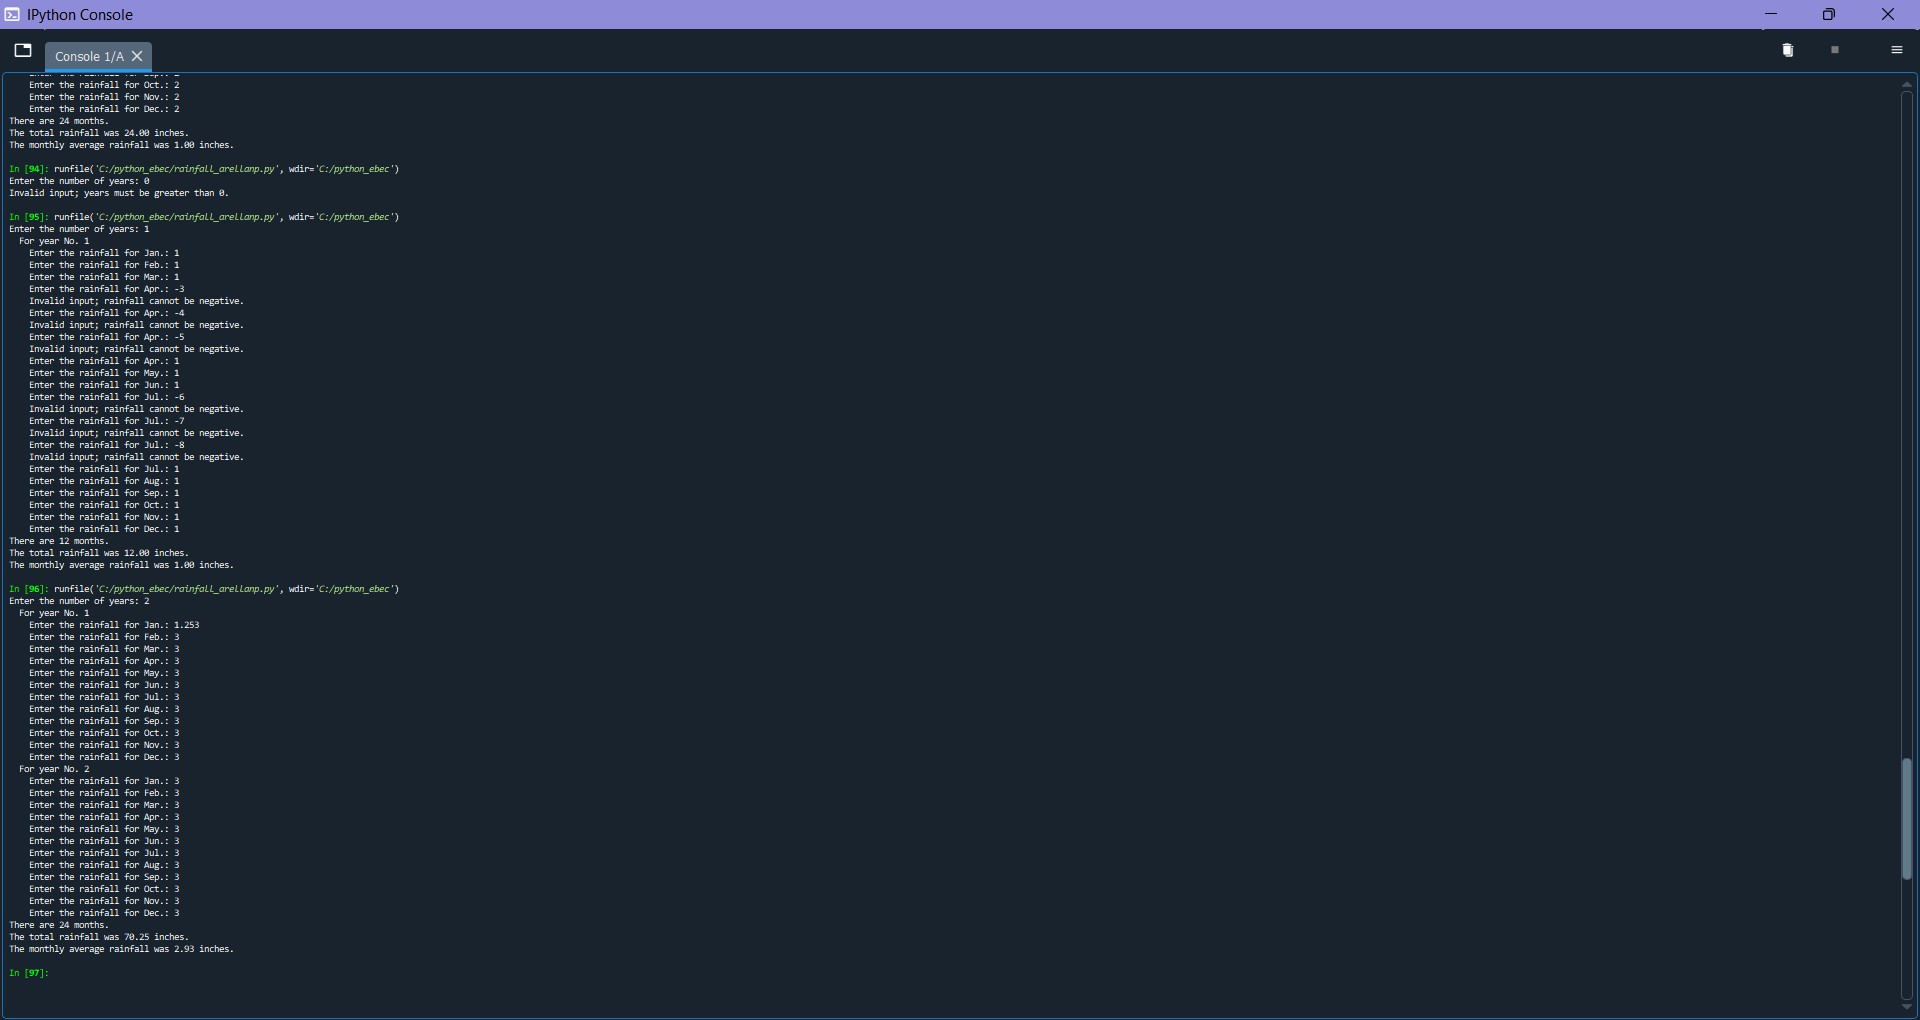 IPython Console
Console 1/A
Enter the rainfall for Oct.: 2
Enter the rainfall for Nov.: 2
Enter the rainfall for Dec.: 2
There are 24 months.
The total rainfall was 24.00 inches.
The monthly average rainfall was 1.00 inches.
In [94]: runfile('C:/python_ebec/rainfall_arellanp.py', wdir='C:/python_ebec')
Enter the number of years: 0
Invalid input; years must be greater than 0.
In [95]: runfile('C:/python_ebec/rainfall_arellanp.py', wdir='C:/python_ebec')
Enter the number of years: 1
For year No. 1
Enter the rainfall for Jan.: 1
Enter the rainfall for Feb.: 1
Enter the rainfall for Mar.: 1
Enter the rainfall for Apr.: -3
Invalid input; rainfall cannot be negative.
Enter the rainfall for Apr.: -4
Invalid input; rainfall cannot be negative.
Enter the rainfall for Apr.: -5
Invalid input; rainfall cannot be negative.
Enter the rainfall for Apr.: 1
Enter the rainfall for May.: 1
Enter the rainfall for Jun.: 1
Enter the rainfall for Jul.: -6
Invalid input; rainfall cannot be negative.
Enter the rainfall for Jul.: -7
Invalid input; rainfall cannot be negative.
Enter the rainfall for Jul.: -8
Invalid input; rainfall cannot be negative.
Enter the rainfall for Jul.: 1
Enter the rainfall for Aug.: 1
Enter the rainfall for Sep.: 1
Enter the rainfall for Oct.: 1
Enter the rainfall for Nov.: 1
Enter the rainfall for Dec.: 1
There are 12 months.
The total rainfall was 12.00 inches.
The monthly average rainfall was 1.00 inches.
In [96]: runfile('C:/python_ebec/rainfall_arellanp.py', wdir='C:/python_ebec')
Enter the number of years: 2
For year No. 1
Enter the rainfall for Jan.: 1.253
Enter the rainfall for Feb.: 3
Enter the rainfall for Mar.: 3
Enter the rainfall for Apr.: 3
Enter the rainfall for May.: 3
Enter the rainfall for Jun.: 3
Enter the rainfall for Jul.: 3
Enter the rainfall for Aug.: 3
Enter the rainfall for Sep.: 3
Enter the rainfall for Oct.: 3
Enter the rainfall for Nov.: 3
Enter the rainfall for Dec.: 3
For year No. 2
Enter the rainfall for Jan.: 3
Enter the rainfall for Feb.: 3
Enter the rainfall for Mar.: 3
Enter the rainfall for Apr.: 3
Enter the rainfall for May.: 3
Enter the rainfall for Jun.: 3
Enter the rainfall for Jul.: 3
Enter the rainfall for Aug.: 3
Enter the rainfall for Sep.: 3
Enter the rainfall for Oct.: 3
Enter the rainfall for Nov.: 3
Enter the rainfall for Dec.: 3
There are 24 months.
The total rainfall was 70.25 inches.
The monthly average rainfall was 2.93 inches.
In [97]: